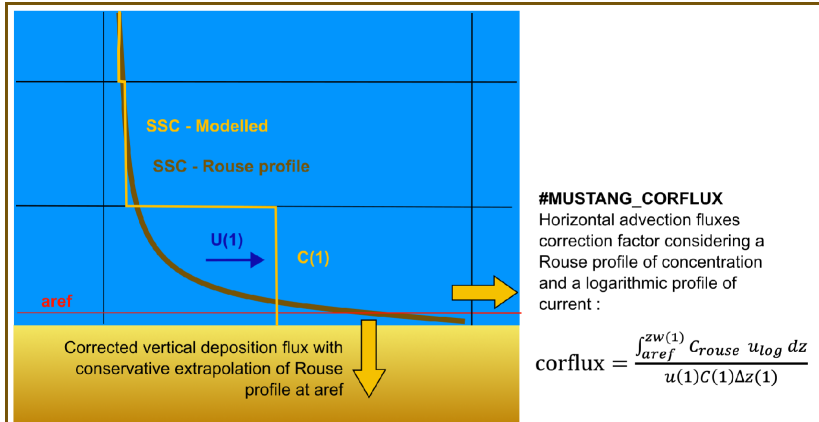 SSC - Modelled
SSC - Rouse profile
U(1)
C(1)
aref
Corrected vertical deposition flux with
conservative extrapolation of Rouse
profile at aref
#MUSTANG_CORFLUX
Horizontal advection fluxes
correction factor considering a
Rouse profile of concentration
and a logarithmic profile of
current :
corflux = ∫_{aref}^{zw(1)} C_{rouse} u_{log} dz / u(1)C(1)Δz(1)